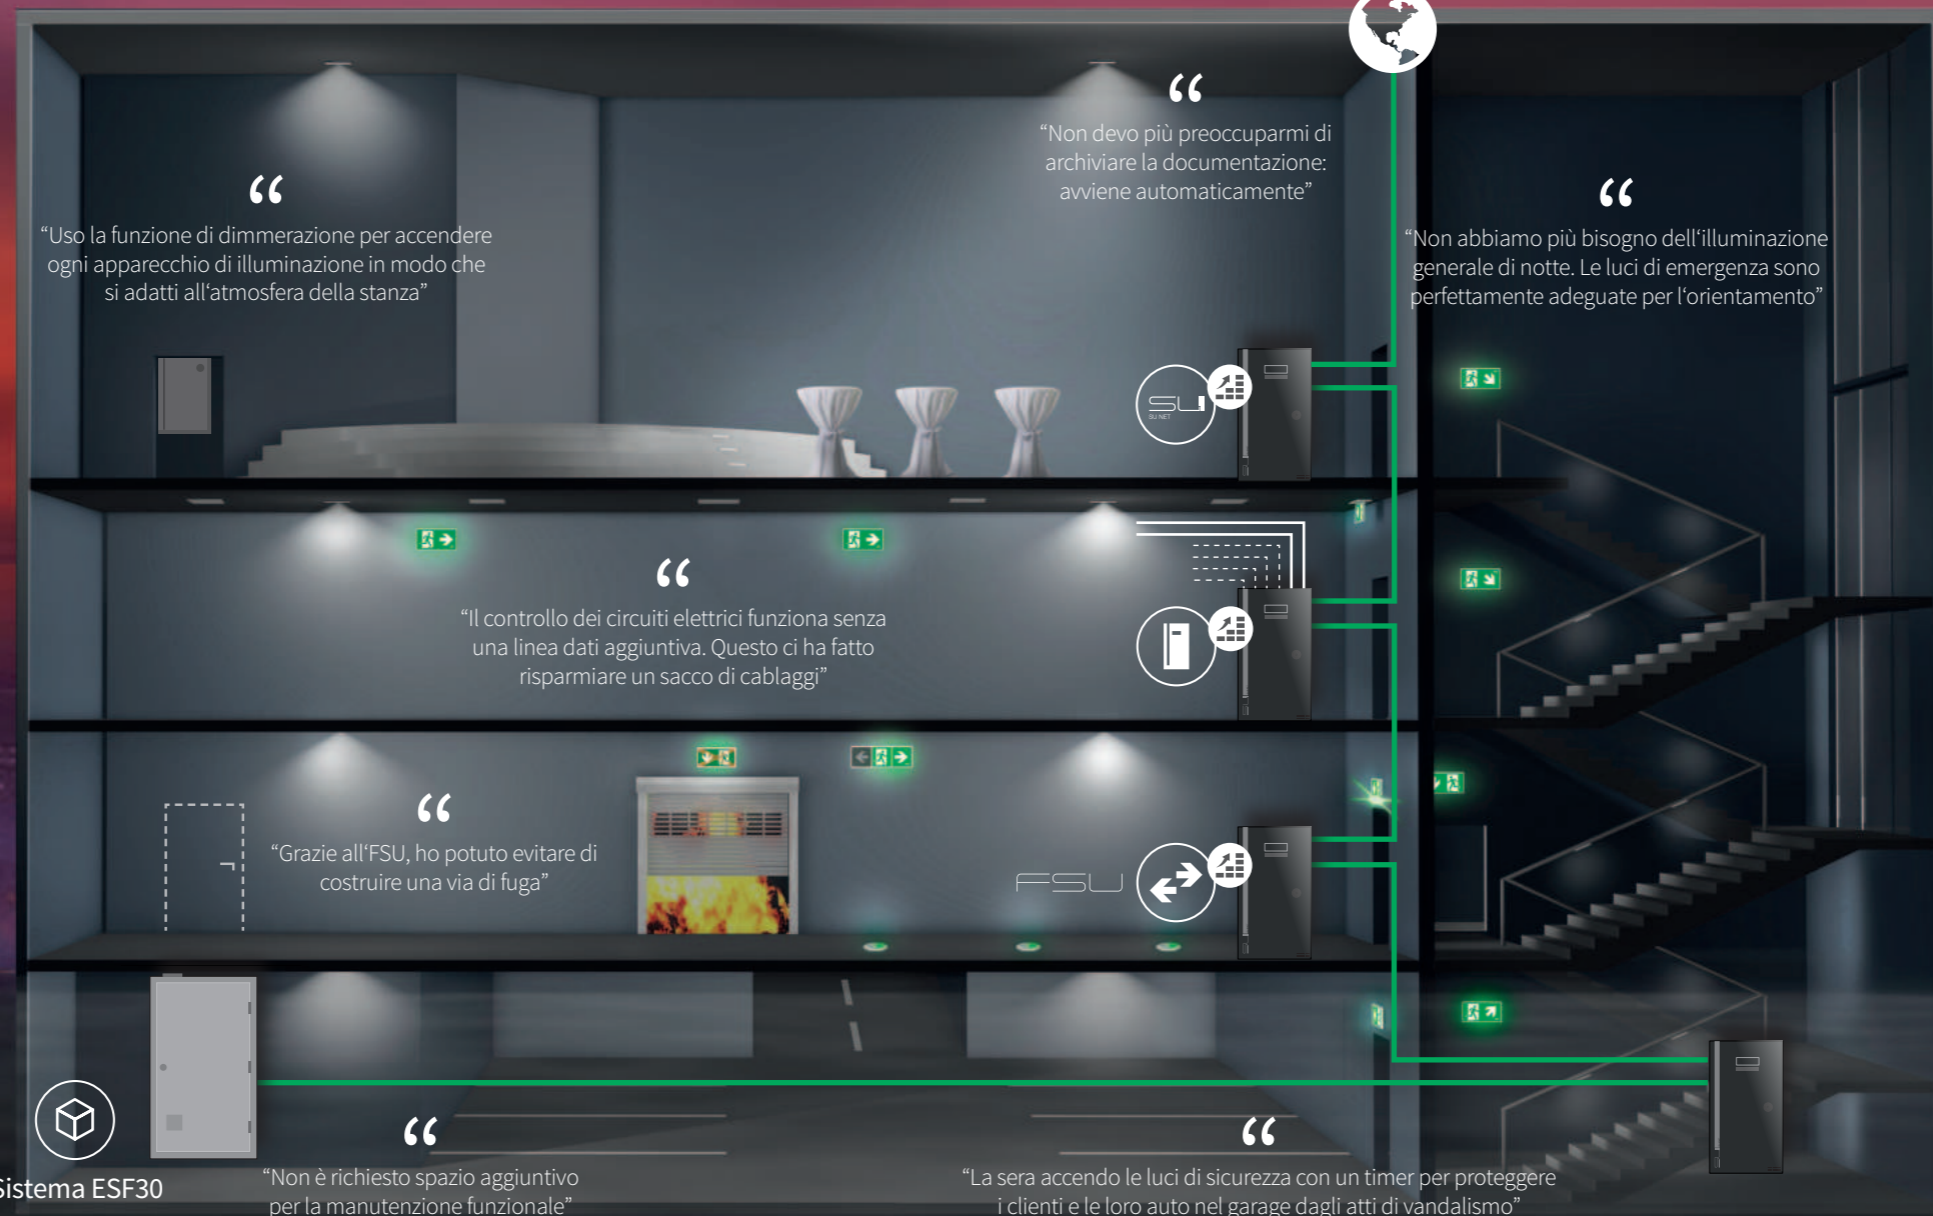 “
“Non devo più preoccuparmi di
archiviare la documentazione:
avviene automaticamente”
“
“Uso la funzione di dimmerazione per accendere
ogni apparecchio di illuminazione in modo che
si adatti all‘atmosfera della stanza”
“
“Non abbiamo più bisogno dell‘illuminazione
generale di notte. Le luci di emergenza sono
perfettamente adeguate per l‘orientamento”
SU
SU NET
“
“Il controllo dei circuiti elettrici funziona senza
una linea dati aggiuntiva. Questo ci ha fatto
risparmiare un sacco di cablaggi”
“
“Grazie all‘FSU, ho potuto evitare di
costruire una via di fuga”
FSU
Sistema ESF30
“
“Non è richiesto spazio aggiuntivo
per la manutenzione funzionale”
“
“La sera accendo le luci di sicurezza con un timer per proteggere
i clienti e le loro auto nel garage dagli atti di vandalismo”